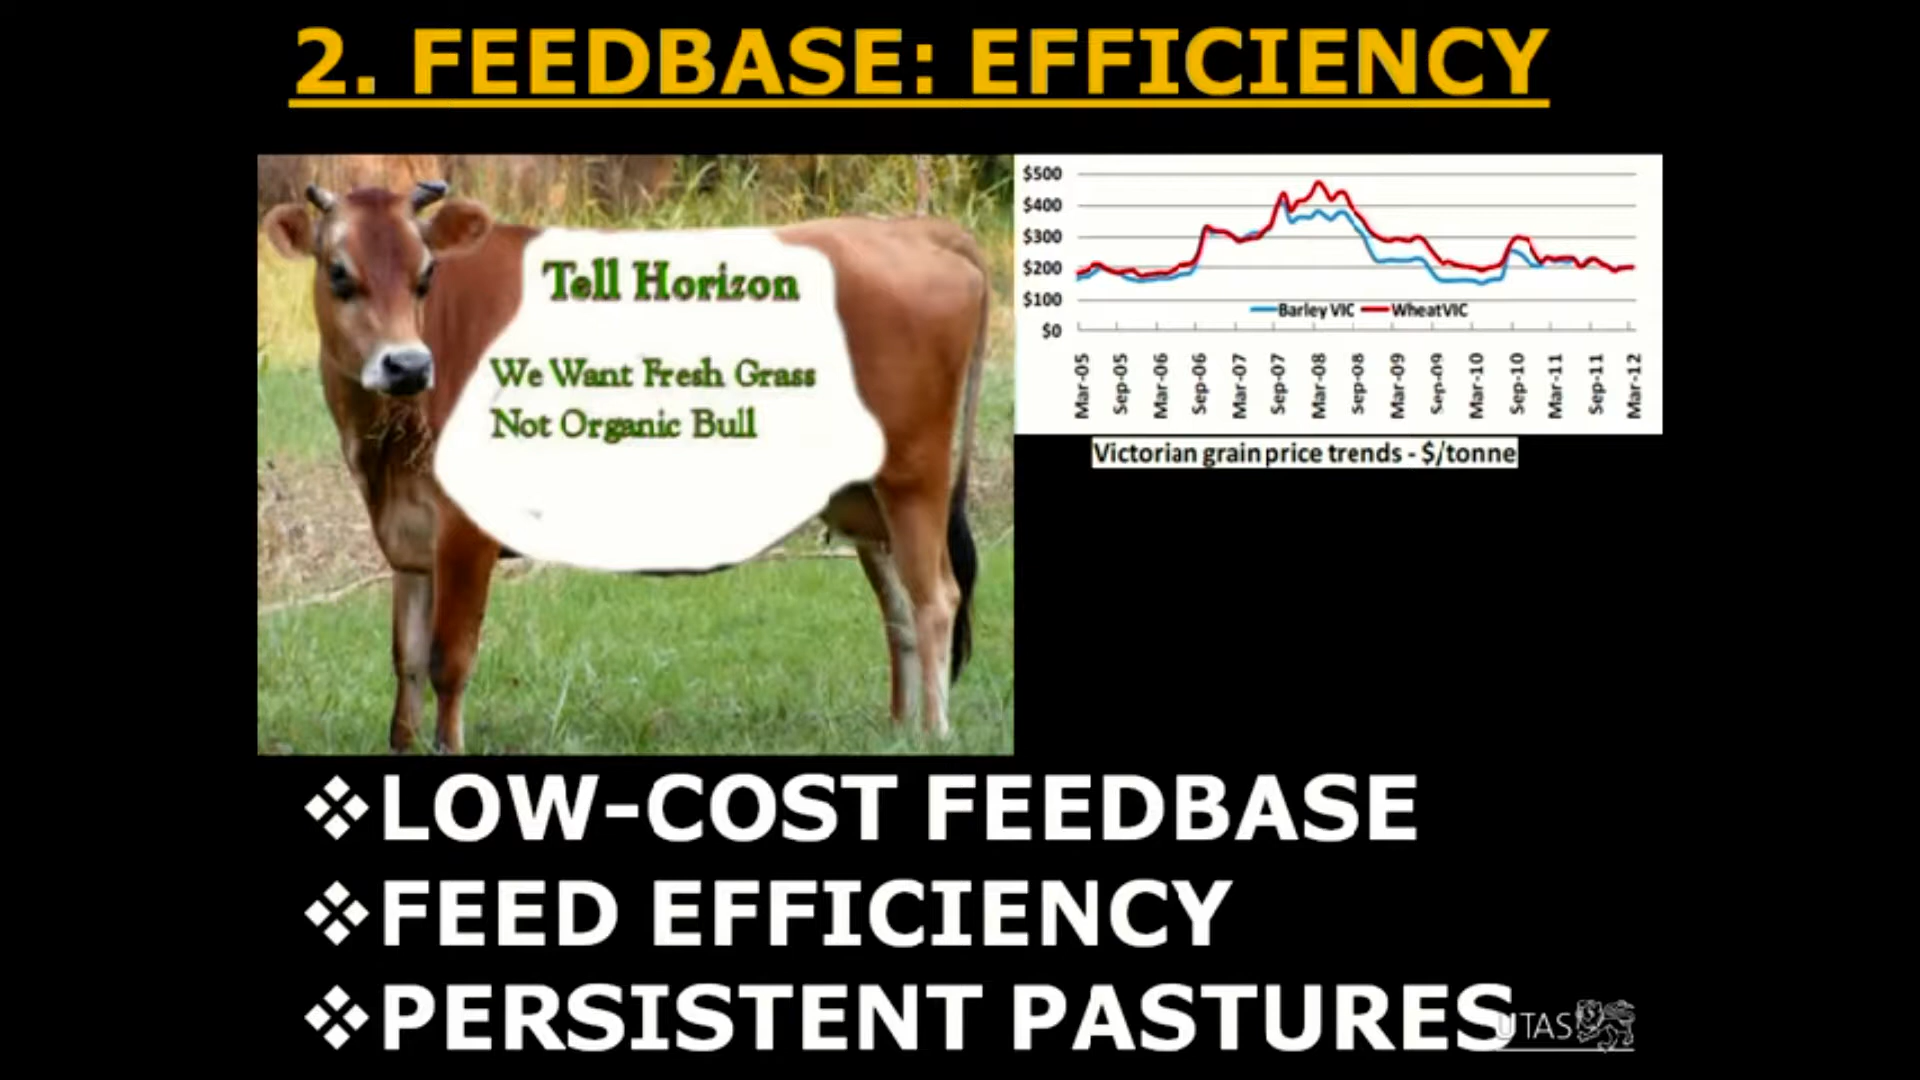 2. FEEDBASE: EFFICIENCY
Tell Horizon
We Want Fresh Grass
Not Organic Bull
$500
$400
$300
$200
$100
$0
Barley VIC
WheatVIC
Mar-05
Sep-05
Mar-06
Sep-06
Mar-07
Sep-07
Mar-08
Sep-08
Mar-09
Sep-09
Mar-10
Sep-10
Mar-11
Sep-11
Mar-12
Victorian grain price trends - $/tonne
❖LOW-COST FEEDBASE
❖FEED EFFICIENCY
❖PERSISTENT PASTURES
UTAS